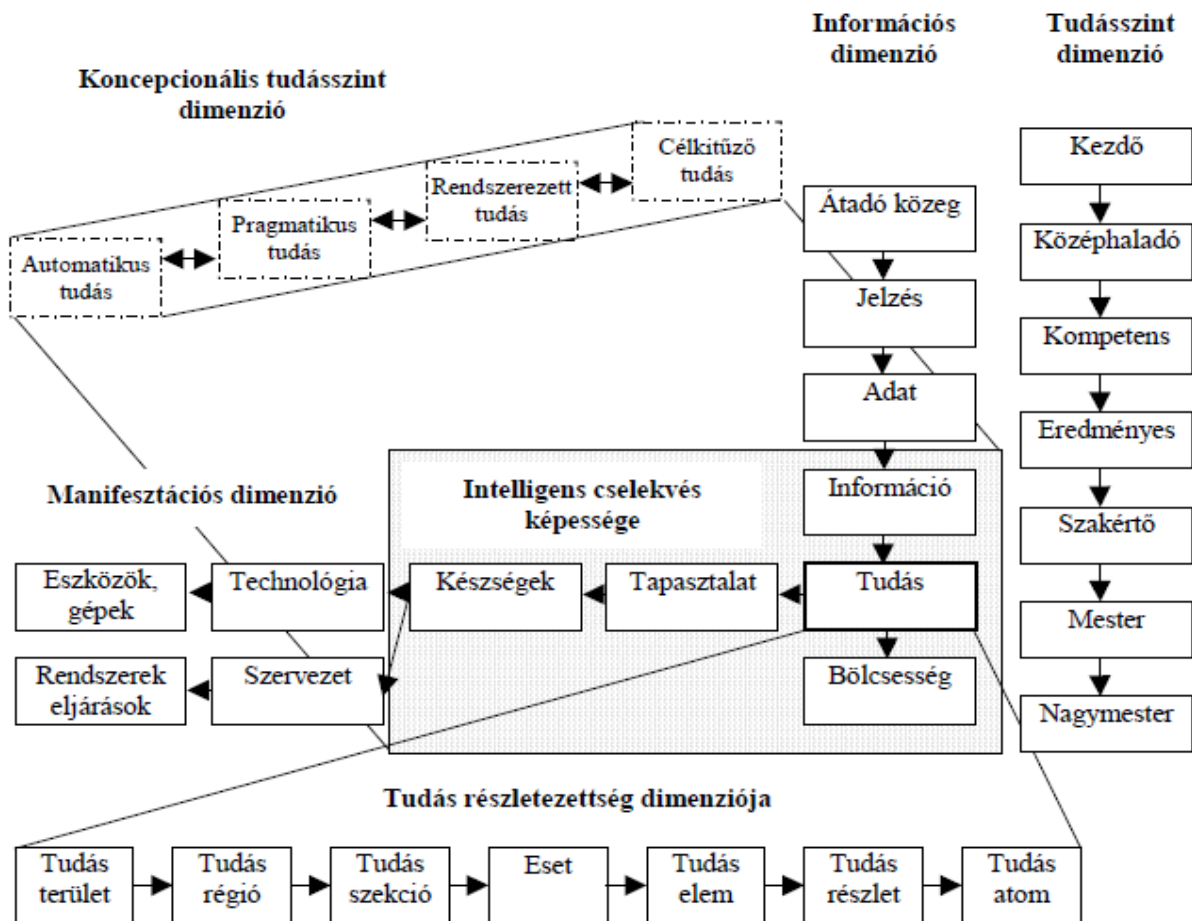 Információs
dimenzió
Tudásszint
dimenzió
Koncepcionális tudásszint
dimenzió
Célkitűző
tudás
Rendszerezett
tudás
Pragmatikus
tudás
Automatikus
tudás
Átadó közeg
Jelzés
Adat
Információ
Tudás
Bölcsesség
Kezdő
Középhaladó
Kompetens
Eredményes
Szakértő
Mester
Nagymester
Manifesztációs dimenzió
Intelligens cselekvés
képessége
Eszközök,
gépek
Technológia
Készségek
Tapasztalat
Rendszerek
eljárások
Szervezet
Tudás részletezettség dimenziója
Tudás
terület
Tudás
régió
Tudás
szekció
Eset
Tudás
elem
Tudás
részlet
Tudás
atom